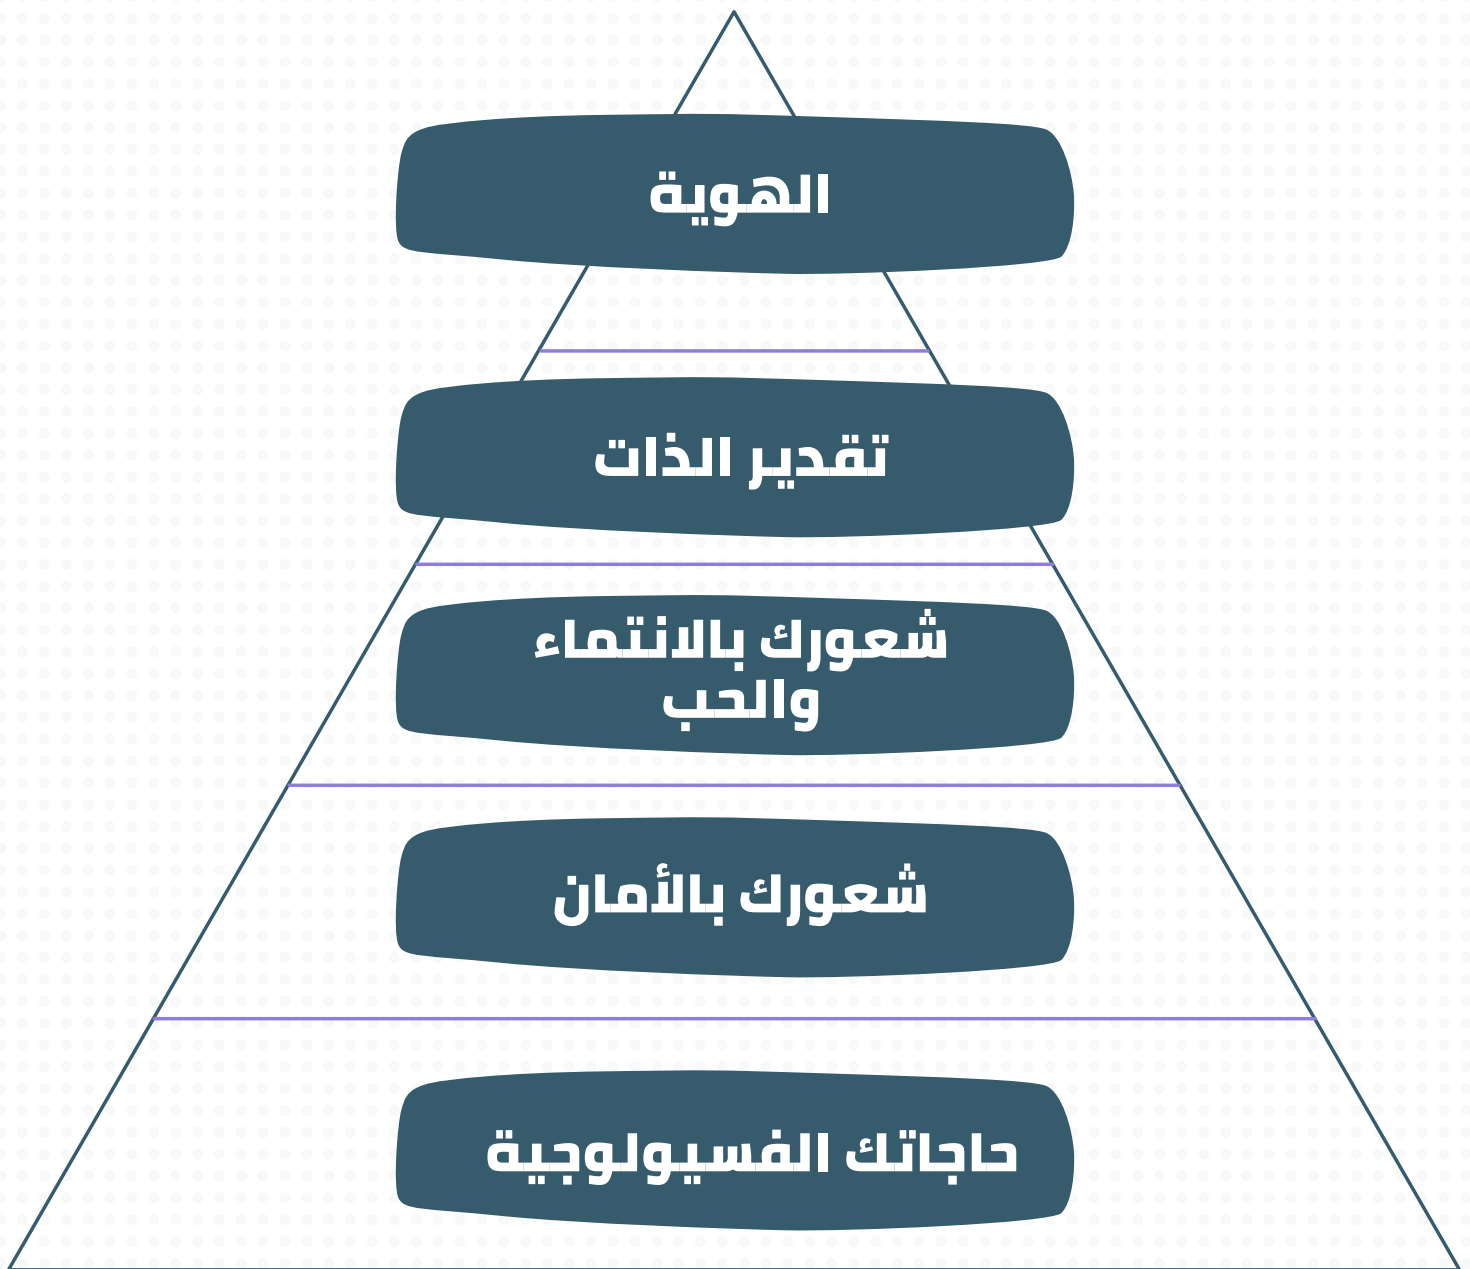 الهوية
تقدير الذات
شعورك بالانتماء
والحب
شعورك بالأمان
حاجاتك الفسيولوجية